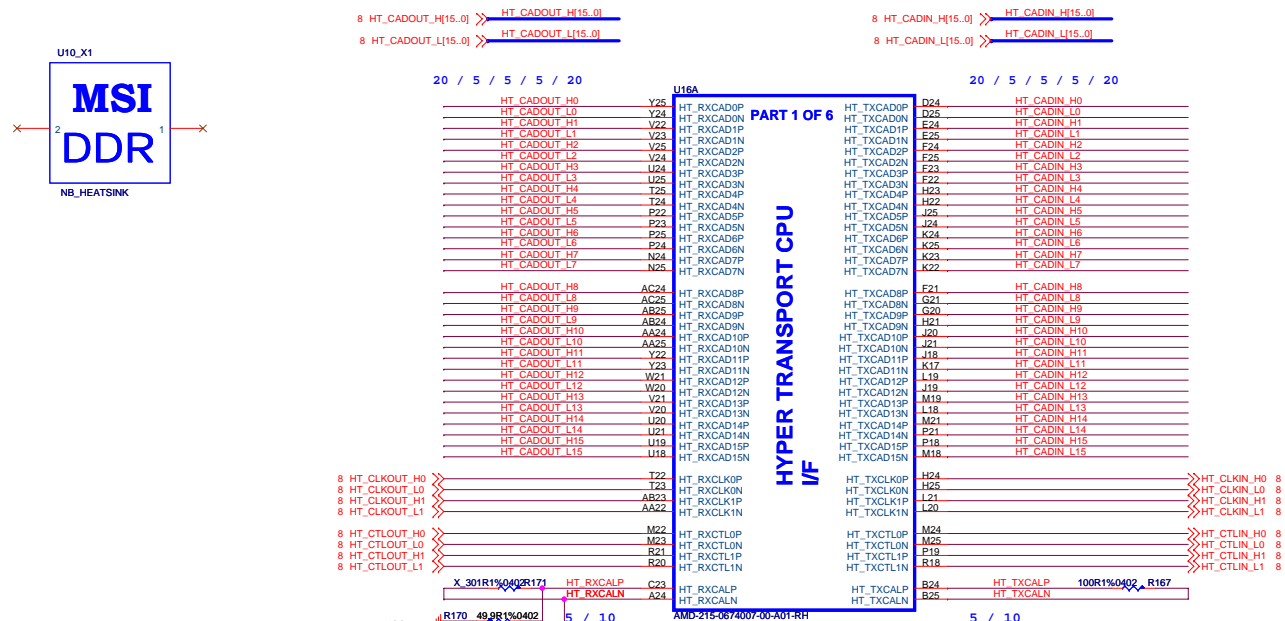 8 HT_CADOUT_H[15..0] HT_CADOUT_H[15..0] 8 HT_CADIN_H[15..0] HT_CADIN_H[15..0]
8 HT_CADOUT_L[15..0] HT_CADOUT_L[15..0] 8 HT_CADIN_L[15..0] HT_CADIN_L[15..0]
U10_X1
MSI
2 DDR 1
NB_HEATSINK
20 / 5 / 5 / 5 / 20 20 / 5 / 5 / 5 / 20
U16A
PART 1 OF 6
HYPER TRANSPORT CPU
I/F
HT_CADOUT_H0 Y25 HT_RXCAD0P HT_TXCAD0P D24 HT_CADIN_H0
HT_CADOUT_L0 Y24 HT_RXCAD0N HT_TXCAD0N D25 HT_CADIN_L0
HT_CADOUT_H1 V22 HT_RXCAD1P HT_TXCAD1P E24 HT_CADIN_H1
HT_CADOUT_L1 V23 HT_RXCAD1N HT_TXCAD1N E25 HT_CADIN_L1
HT_CADOUT_H2 V25 HT_RXCAD2P HT_TXCAD2P F24 HT_CADIN_H2
HT_CADOUT_L2 V24 HT_RXCAD2N HT_TXCAD2N F25 HT_CADIN_L2
HT_CADOUT_H3 U24 HT_RXCAD3P HT_TXCAD3P F23 HT_CADIN_H3
HT_CADOUT_L3 U25 HT_RXCAD3N HT_TXCAD3N F22 HT_CADIN_L3
HT_CADOUT_H4 T25 HT_RXCAD4P HT_TXCAD4P H23 HT_CADIN_H4
HT_CADOUT_L4 T24 HT_RXCAD4N HT_TXCAD4N H22 HT_CADIN_L4
HT_CADOUT_H5 P22 HT_RXCAD5P HT_TXCAD5P J25 HT_CADIN_H5
HT_CADOUT_L5 P23 HT_RXCAD5N HT_TXCAD5N J24 HT_CADIN_L5
HT_CADOUT_H6 P25 HT_RXCAD6P HT_TXCAD6P K24 HT_CADIN_H6
HT_CADOUT_L6 P24 HT_RXCAD6N HT_TXCAD6N K25 HT_CADIN_L6
HT_CADOUT_H7 N24 HT_RXCAD7P HT_TXCAD7P K23 HT_CADIN_H7
HT_CADOUT_L7 N25 HT_RXCAD7N HT_TXCAD7N K22 HT_CADIN_L7
HT_CADOUT_H8 AC24 HT_RXCAD8P HT_TXCAD8P F21 HT_CADIN_H8
HT_CADOUT_L8 AC25 HT_RXCAD8N HT_TXCAD8N G21 HT_CADIN_L8
HT_CADOUT_H9 AB25 HT_RXCAD9P HT_TXCAD9P G20 HT_CADIN_H9
HT_CADOUT_L9 AB24 HT_RXCAD9N HT_TXCAD9N H21 HT_CADIN_L9
HT_CADOUT_H10 AA24 HT_RXCAD10P HT_TXCAD10P J20 HT_CADIN_H10
HT_CADOUT_L10 AA25 HT_RXCAD10N HT_TXCAD10N J21 HT_CADIN_L10
HT_CADOUT_H11 Y22 HT_RXCAD11P HT_TXCAD11P J18 HT_CADIN_H11
HT_CADOUT_L11 Y23 HT_RXCAD11N HT_TXCAD11N K17 HT_CADIN_L11
HT_CADOUT_H12 W21 HT_RXCAD12P HT_TXCAD12P L19 HT_CADIN_H12
HT_CADOUT_L12 W20 HT_RXCAD12N HT_TXCAD12N J19 HT_CADIN_L12
HT_CADOUT_H13 V21 HT_RXCAD13P HT_TXCAD13P M19 HT_CADIN_H13
HT_CADOUT_L13 V20 HT_RXCAD13N HT_TXCAD13N L18 HT_CADIN_L13
HT_CADOUT_H14 U20 HT_RXCAD14P HT_TXCAD14P M21 HT_CADIN_H14
HT_CADOUT_L14 U21 HT_RXCAD14N HT_TXCAD14N P21 HT_CADIN_L14
HT_CADOUT_H15 U19 HT_RXCAD15P HT_TXCAD15P P18 HT_CADIN_H15
HT_CADOUT_L15 U18 HT_RXCAD15N HT_TXCAD15N M18 HT_CADIN_L15
8 HT_CLKOUT_H0 T22 HT_RXCLK0P HT_TXCLK0P H24 HT_CLKIN_H0 8
8 HT_CLKOUT_L0 T23 HT_RXCLK0N HT_TXCLK0N H25 HT_CLKIN_L0 8
8 HT_CLKOUT_H1 AB23 HT_RXCLK1P HT_TXCLK1P L21 HT_CLKIN_H1 8
8 HT_CLKOUT_L1 AA22 HT_RXCLK1N HT_TXCLK1N L20 HT_CLKIN_L1 8
8 HT_CTLOUT_H0 M22 HT_RXCTL0P HT_TXCTL0P M24 HT_CTLIN_H0 8
8 HT_CTLOUT_L0 M23 HT_RXCTL0N HT_TXCTL0N M25 HT_CTLIN_L0 8
8 HT_CTLOUT_H1 R21 HT_RXCTL1P HT_TXCTL1P P19 HT_CTLIN_H1 8
8 HT_CTLOUT_L1 R20 HT_RXCTL1N HT_TXCTL1N R18 HT_CTLIN_L1 8
X_301R1%0402 R171 HT_RXCALP C23 HT_RXCALP HT_TXCALP B24 HT_TXCALP 100R1%0402 R167
HT_RXCALN A24 HT_RXCALN HT_TXCALN B25 HT_TXCALN
R170 49.9R1%0402 5 / 10 AMD-215-0674007-00-A01-RH 5 / 10